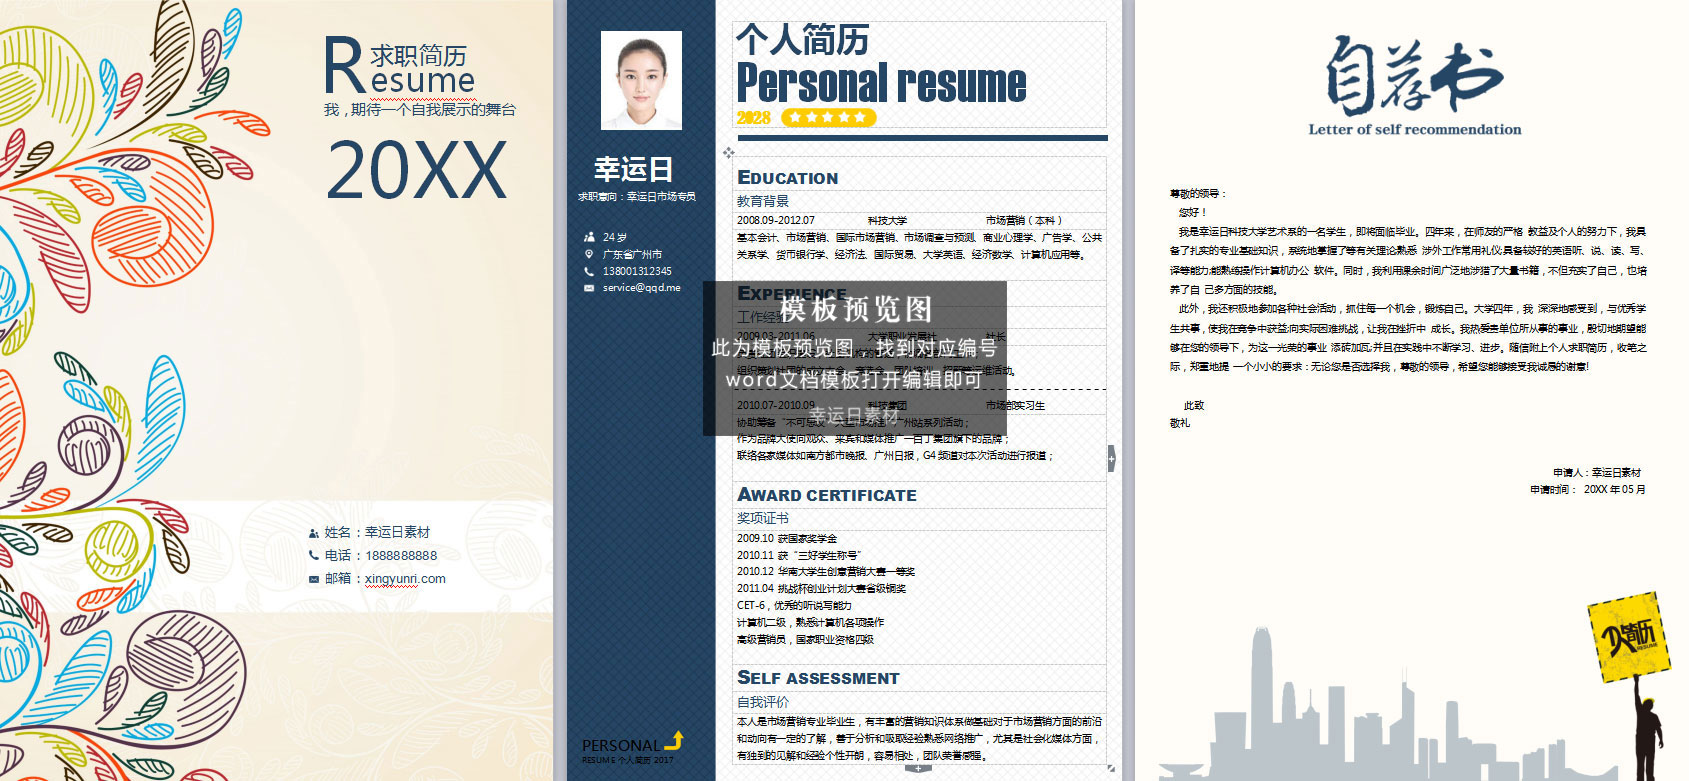 R 求职简历
esume
我，期待一个自我展示的舞台
20XX
姓名：幸运日素材
电话：1888888888
邮箱：xingyunri.com
幸运日
求职意向：幸运日市场专员
24 岁
广东省广州市
138001312345
service@qqd.me
PERSONAL
RESUME 个人简历 2017
个人简历
Personal resume
2028
EDUCATION
教育背景
2008.09-2012.07 科技大学 市场营销（本科）
基本会计、市场营销、国际市场营销、市场调查与预测、商业心理学、广告学、公共
关系学、货币银行学、经济法、国际贸易、大学英语、经济数学、计算机应用等。
EXPERIENCE
工作经验
2009.03-2011.06 大学职业发展社 社长
模板预览图
此为模板预览图，找到对应编号
word文档模板打开编辑即可
幸运日素材
2010.07-2010.09 科技集团 市场部实习生
协助筹备“不可思议 广州站系列活动；
作为品牌大使向观众、来宾和媒体推广一百丁集团旗下的品牌；
联络各家媒体如南方都市晚报、广州日报，G4 频道对本次活动进行报道；
AWARD CERTIFICATE
奖项证书
2009.10 获国家奖学金
2010.11 获“三好学生称号”
2010.12 华南大学生创意营销大赛一等奖
2011.04 挑战杯创业计划大赛省级铜奖
CET-6，优秀的听说写能力
计算机二级，熟悉计算机各项操作
高级营销员，国家职业资格四级
SELF ASSESSMENT
自我评价
本人是市场营销专业毕业生，有丰富的营销知识体系做基础对于市场营销方面的前沿
和动向有一定的了解，善于分析和吸取经验熟悉网络推广，尤其是社会化媒体方面，
有独到的见解和经验个性开朗，容易相处，团队荣誉感强。
自荐书
Letter of self recommendation
尊敬的领导：
您好！
我是幸运日科技大学艺术系的一名学生，即将面临毕业。四年来，在师友的严格 教益及个人的努力下，我具
备了扎实的专业基础知识，系统地掌握了等有关理论熟悉 涉外工作常用礼仪;具备较好的英语听、说、读、写、
译等能力;能熟练操作计算机办公 软件。同时，我利用课余时间广泛地涉猎了大量书籍，不但充实了自己，也培
养了自 己多方面的技能。
此外，我还积极地参加各种社会活动，抓住每一个机会，锻炼自己。大学四年，我 深深地感受到，与优秀学
生共事，使我在竞争中获益;向实际困难挑战，让我在挫折中 成长。我热爱贵单位所从事的事业，殷切地期望能
够在您的领导下，为这一光荣的事业 添砖加瓦;并且在实践中不断学习、进步。随信附上个人求职简历，收笔之
际，郑重地提 一个小小的要求：无论您是否选择我，尊敬的领导，希望您能够接受我诚恳的谢意!
此致
敬礼
申请人：幸运日素材
申请时间： 20XX 年 05 月
个人简历
RESUME